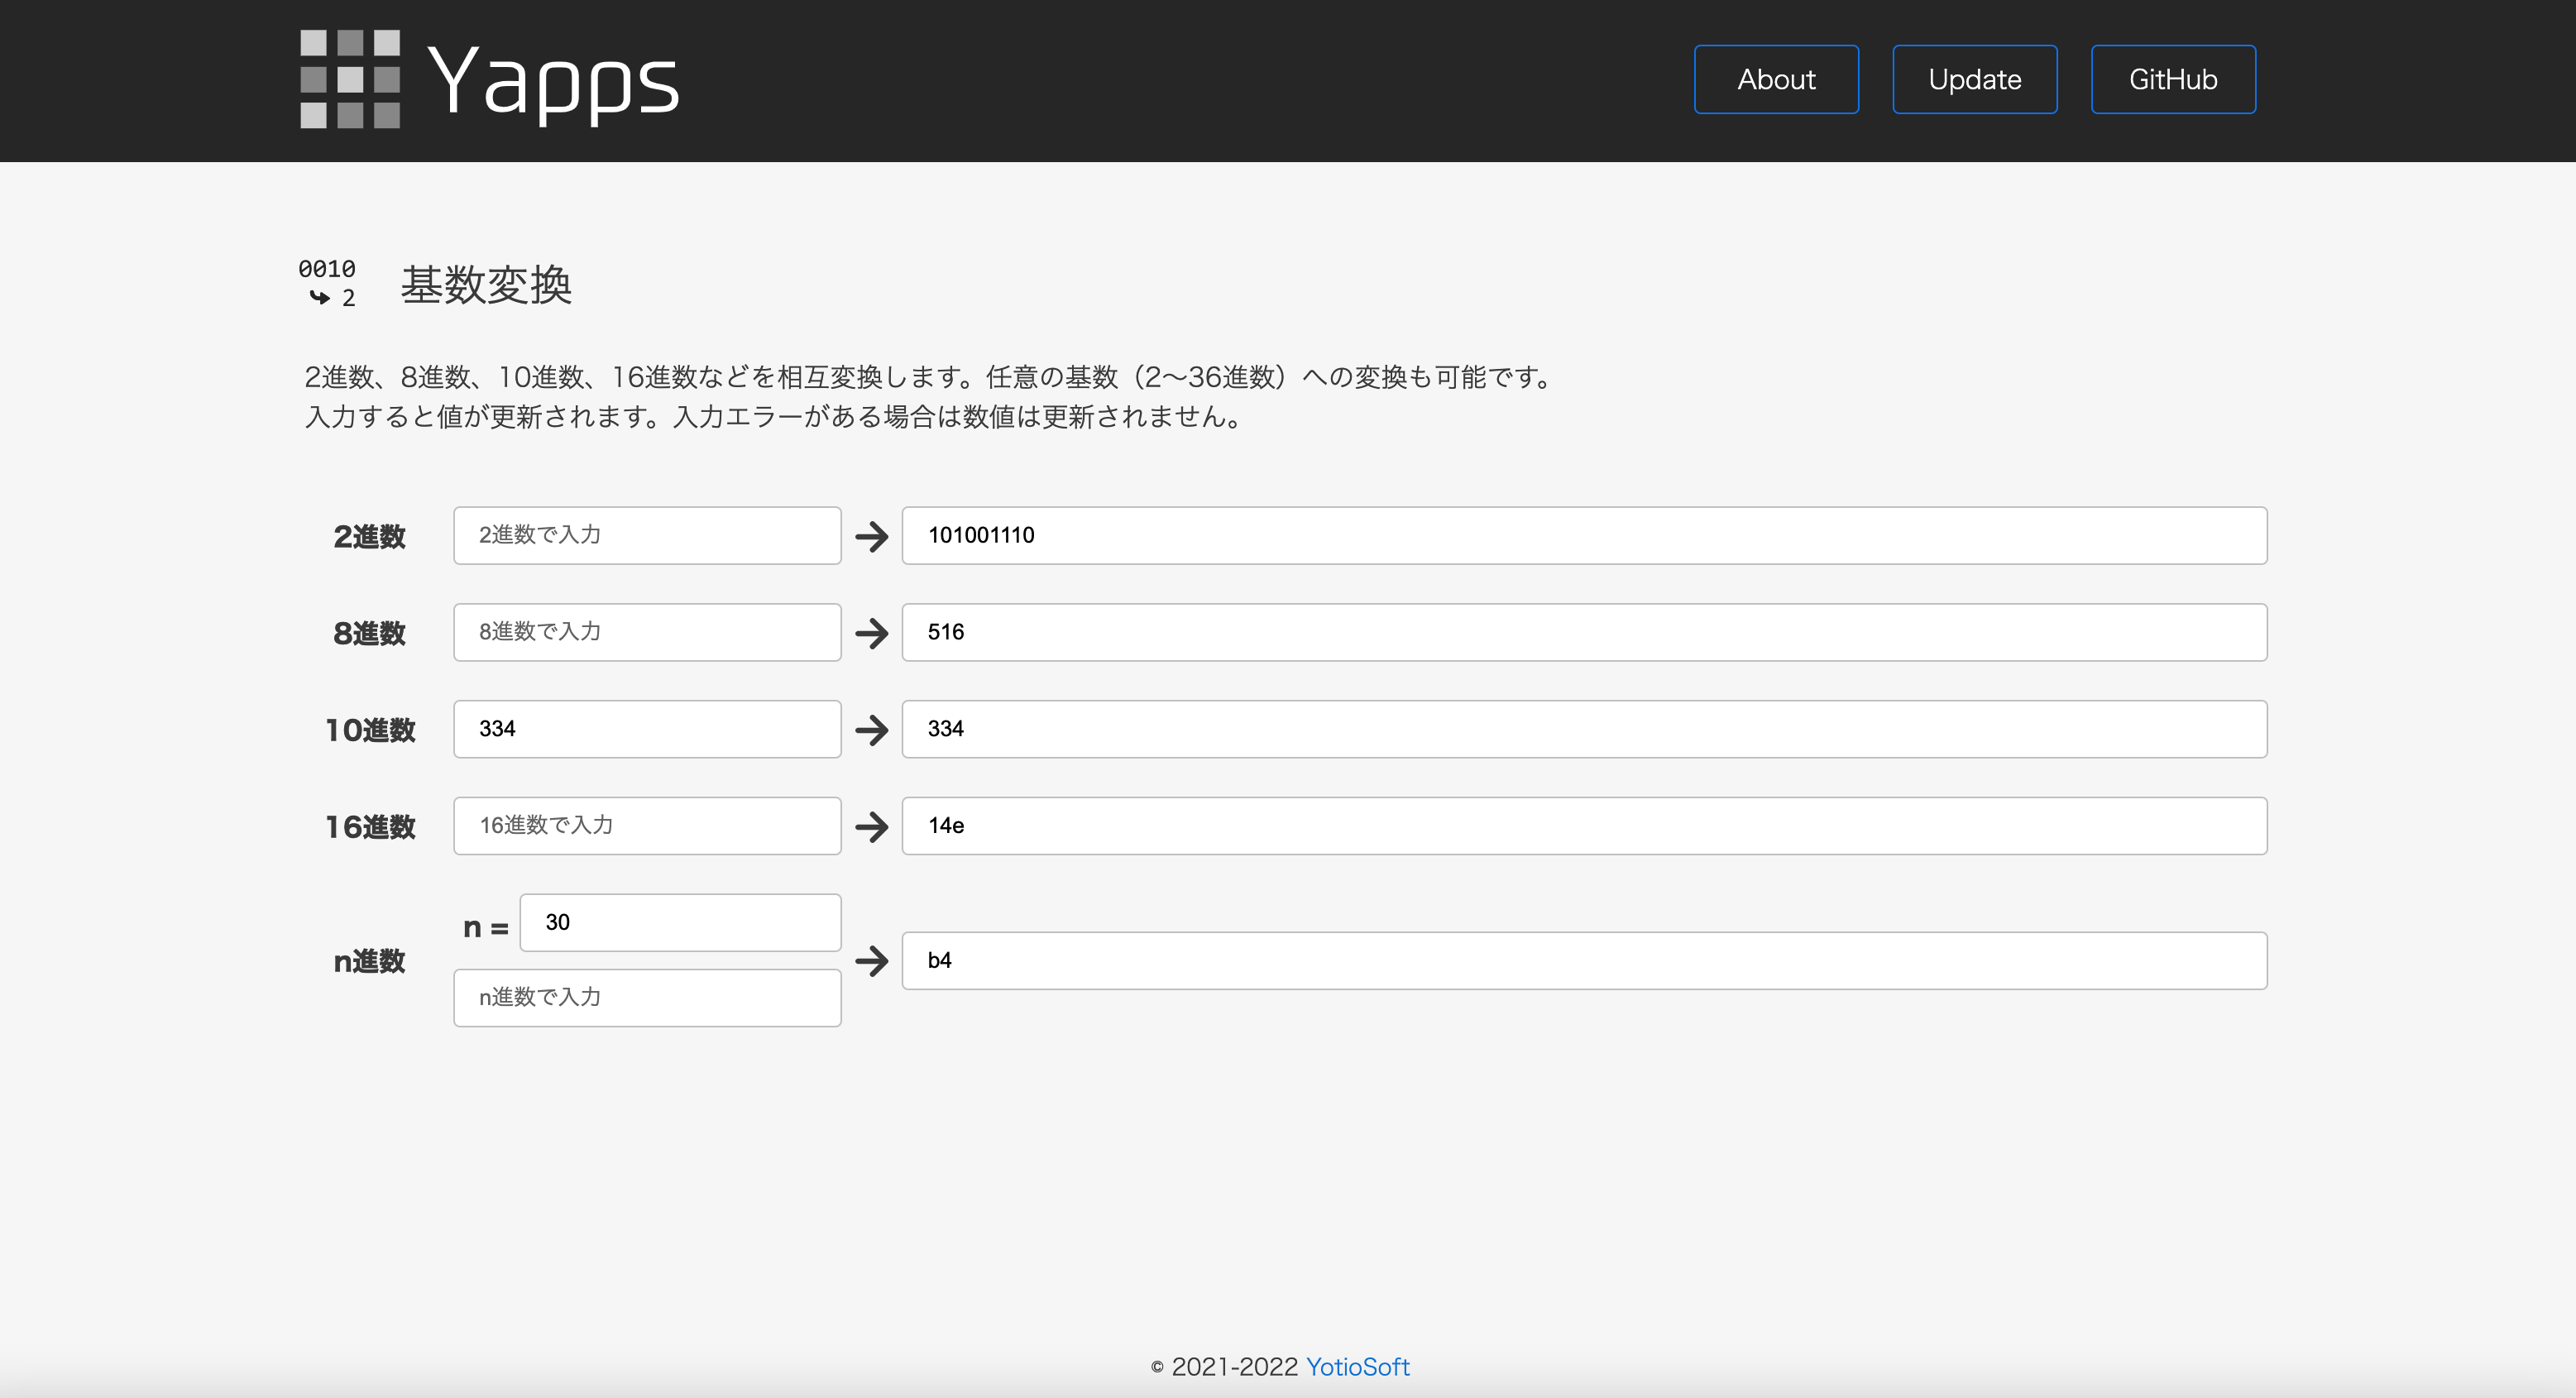 Yapps
About
Update
GitHub
0010
2
基数変換
2進数、8進数、10進数、16進数などを相互変換します。任意の基数（2〜36進数）への変換も可能です。
入力すると値が更新されます。入力エラーがある場合は数値は更新されません。
2進数
2進数で入力
101001110
8進数
8進数で入力
516
10進数
334
334
16進数
16進数で入力
14e
n進数
n =
30
n進数で入力
b4
© 2021-2022 YotioSoft